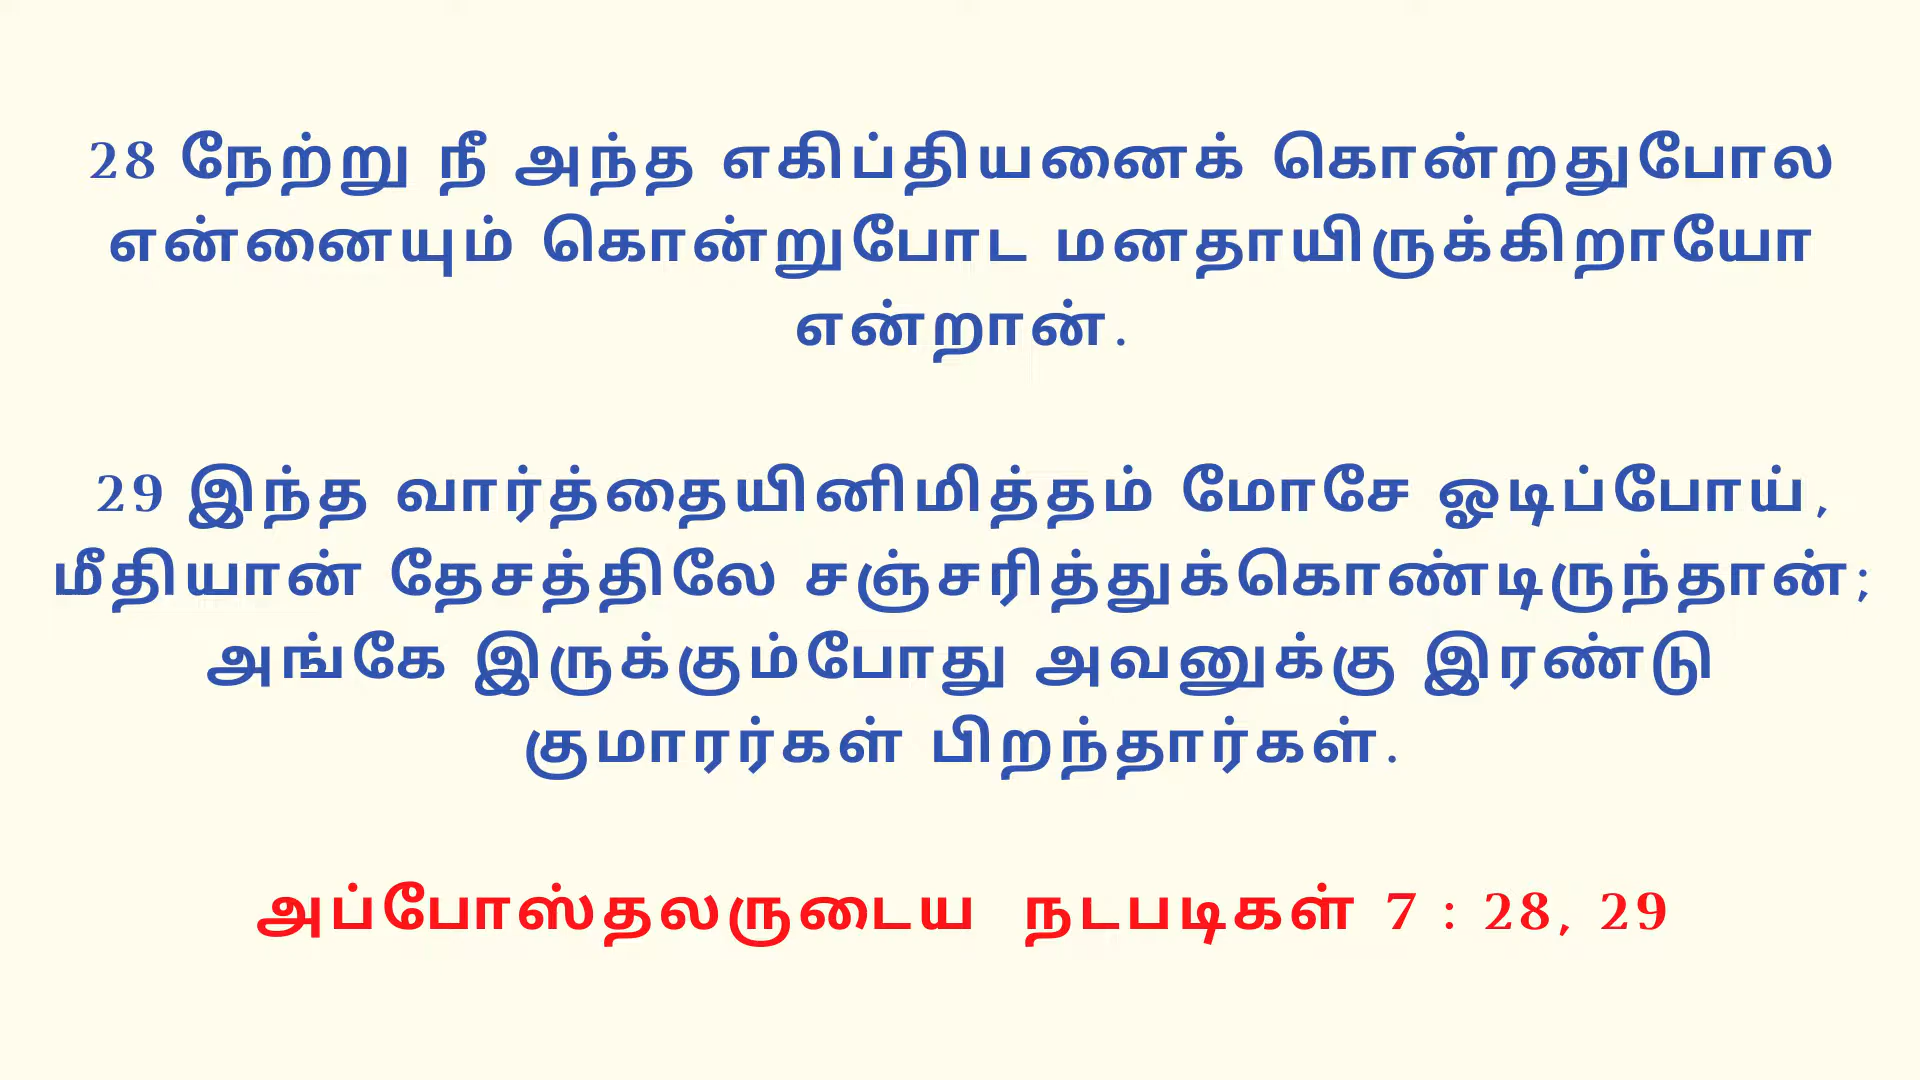 28 நேற்று நீ அந்த எகிப்தியனைக் கொன்றதுபோல
என்னையும் கொன்றுபோட மனதாயிருக்கிறாயோ
என்றான்.
29 இந்த வார்த்தையினிமித்தம் மோசே ஓடிப்போய்,
மீதியான் தேசத்திலே சஞ்சரித்துக்கொண்டிருந்தான்;
அங்கே இருக்கும்போது அவனுக்கு இரண்டு
குமாரர்கள் பிறந்தார்கள்.
அப்போஸ்தலருடைய நடபடிகள் 7 : 28, 29